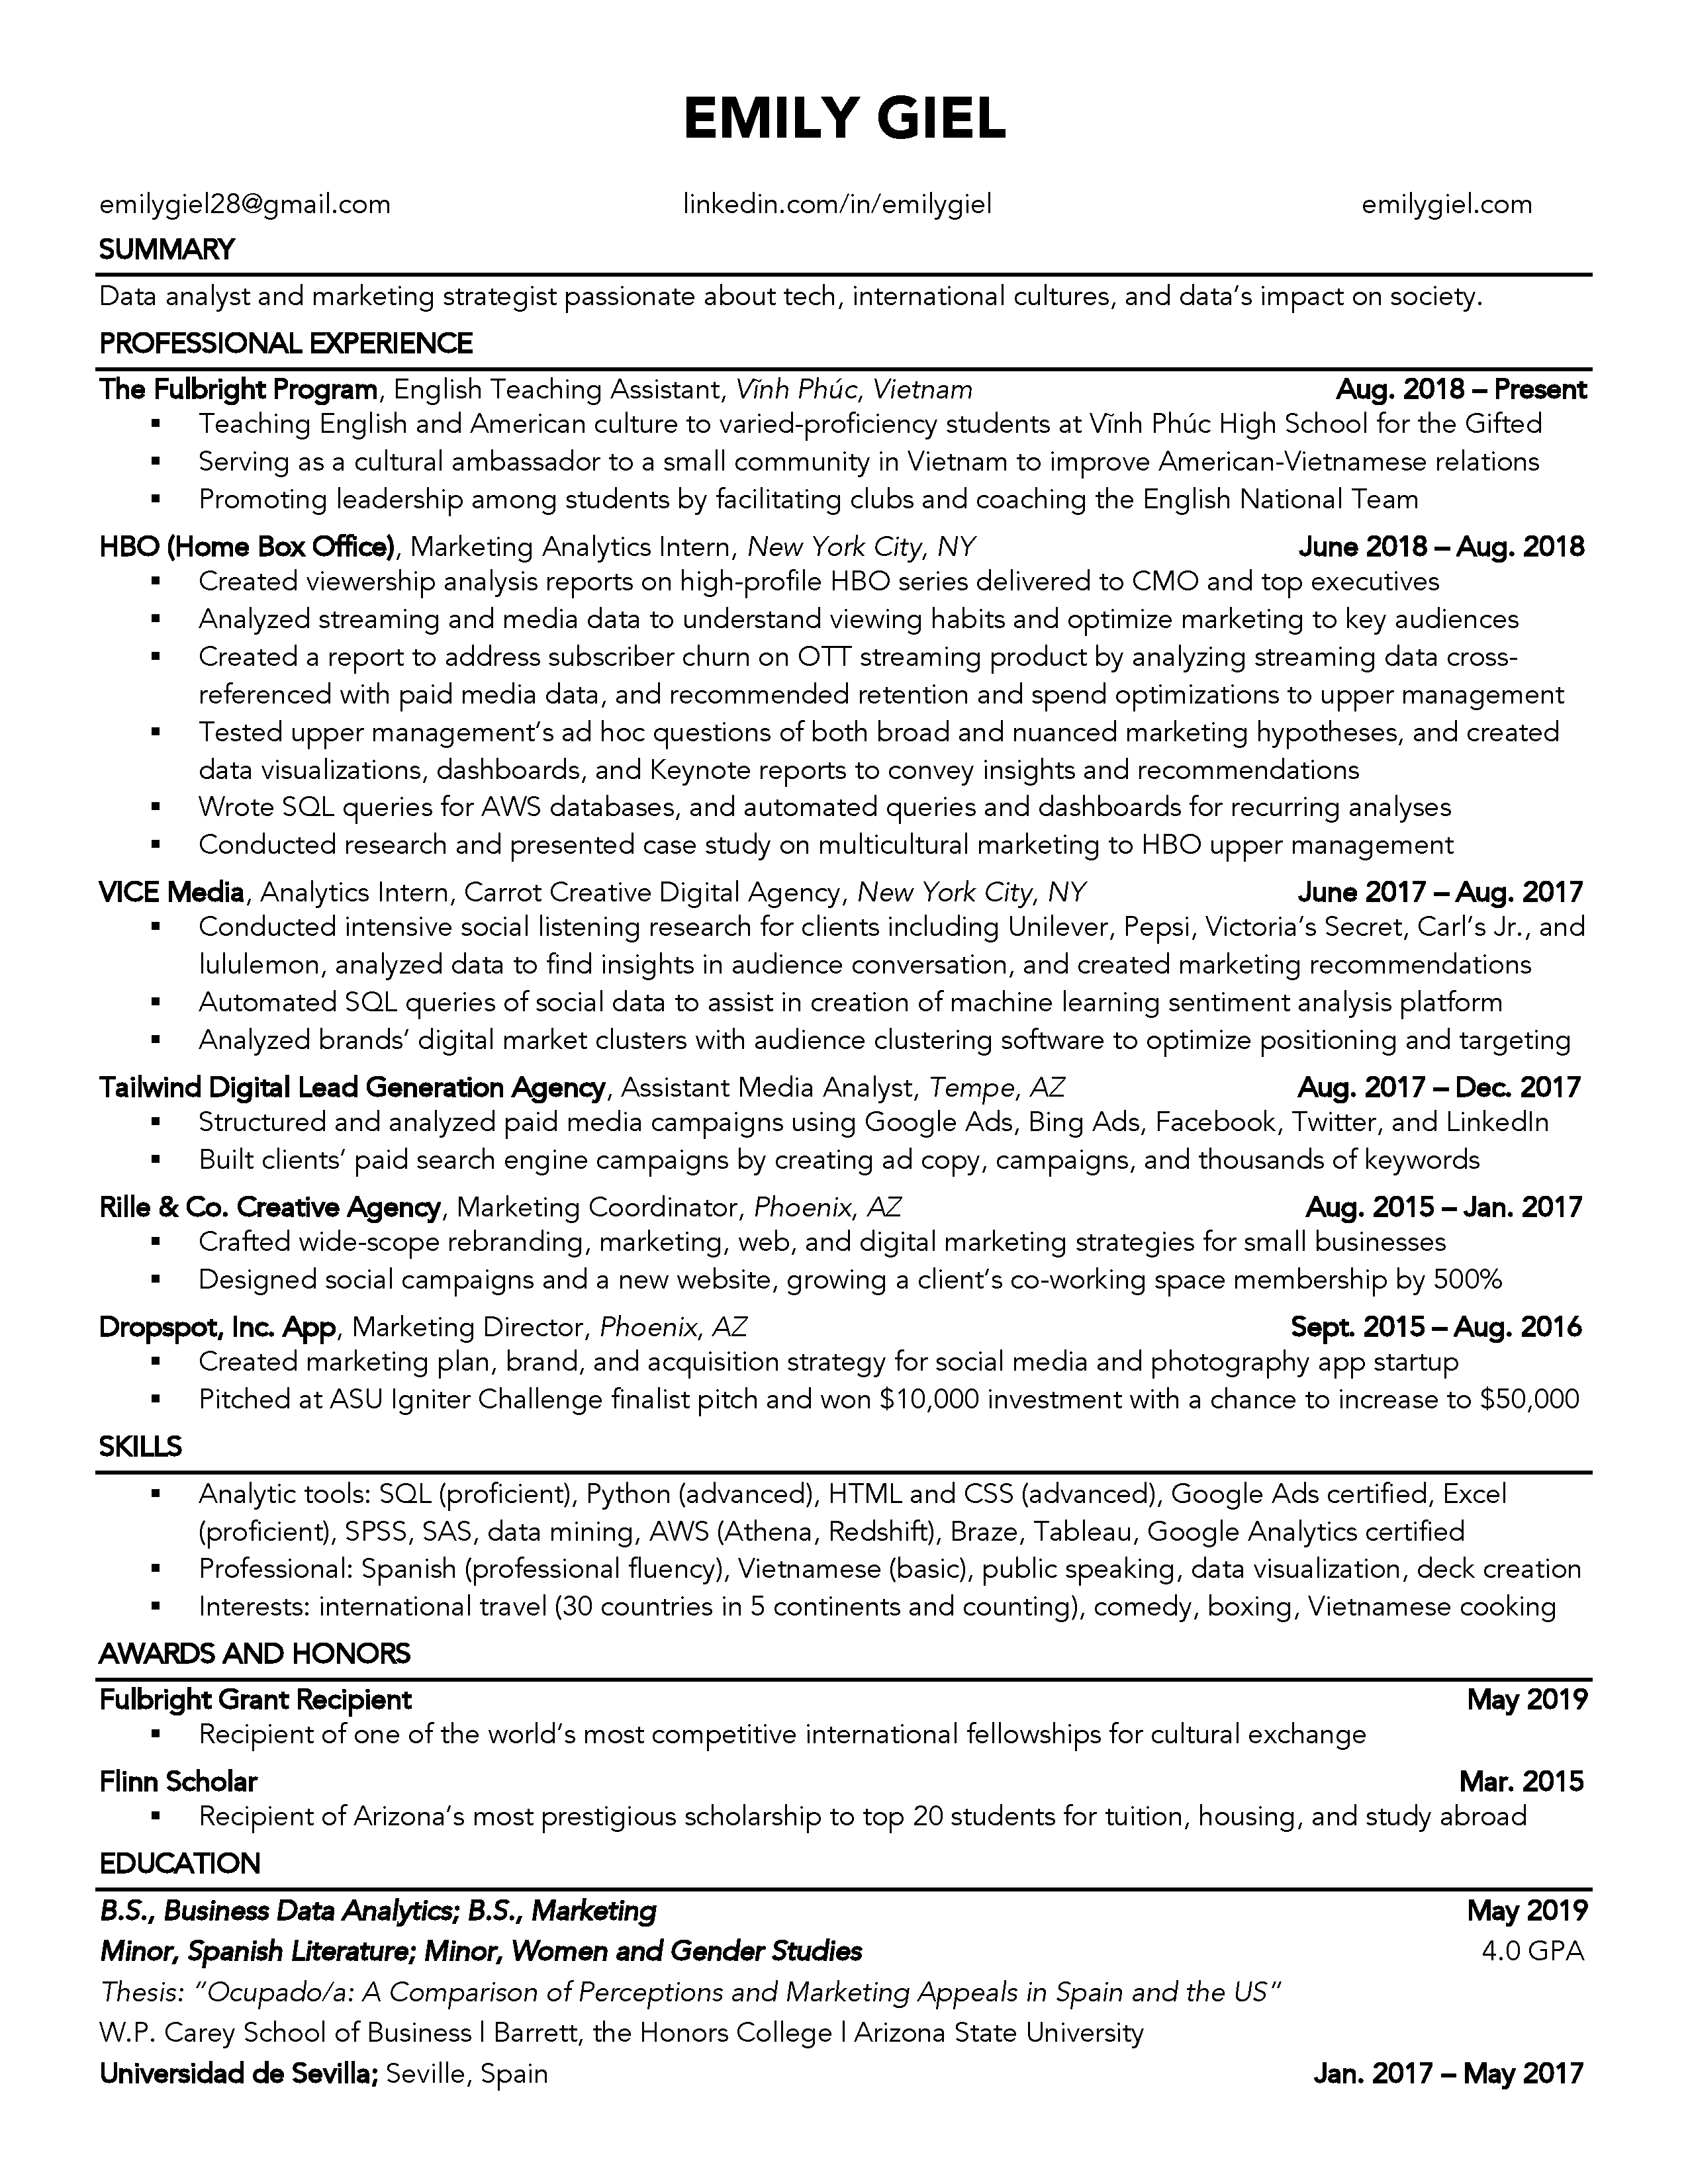 EMILY GIEL
emilygiel28@gmail.com linkedin.com/in/emilygiel emilygiel.com
SUMMARY
Data analyst and marketing strategist passionate about tech, international cultures, and data’s impact on society.
PROFESSIONAL EXPERIENCE
The Fulbright Program, English Teaching Assistant, Vĩnh Phúc, Vietnam Aug. 2018 – Present
▪ Teaching English and American culture to varied-proficiency students at Vĩnh Phúc High School for the Gifted
▪ Serving as a cultural ambassador to a small community in Vietnam to improve American-Vietnamese relations
▪ Promoting leadership among students by facilitating clubs and coaching the English National Team
HBO (Home Box Office), Marketing Analytics Intern, New York City, NY June 2018 – Aug. 2018
▪ Created viewership analysis reports on high-profile HBO series delivered to CMO and top executives
▪ Analyzed streaming and media data to understand viewing habits and optimize marketing to key audiences
▪ Created a report to address subscriber churn on OTT streaming product by analyzing streaming data cross-
referenced with paid media data, and recommended retention and spend optimizations to upper management
▪ Tested upper management’s ad hoc questions of both broad and nuanced marketing hypotheses, and created
data visualizations, dashboards, and Keynote reports to convey insights and recommendations
▪ Wrote SQL queries for AWS databases, and automated queries and dashboards for recurring analyses
▪ Conducted research and presented case study on multicultural marketing to HBO upper management
VICE Media, Analytics Intern, Carrot Creative Digital Agency, New York City, NY June 2017 – Aug. 2017
▪ Conducted intensive social listening research for clients including Unilever, Pepsi, Victoria’s Secret, Carl’s Jr., and
lululemon, analyzed data to find insights in audience conversation, and created marketing recommendations
▪ Automated SQL queries of social data to assist in creation of machine learning sentiment analysis platform
▪ Analyzed brands’ digital market clusters with audience clustering software to optimize positioning and targeting
Tailwind Digital Lead Generation Agency, Assistant Media Analyst, Tempe, AZ Aug. 2017 – Dec. 2017
▪ Structured and analyzed paid media campaigns using Google Ads, Bing Ads, Facebook, Twitter, and LinkedIn
▪ Built clients’ paid search engine campaigns by creating ad copy, campaigns, and thousands of keywords
Rille & Co. Creative Agency, Marketing Coordinator, Phoenix, AZ Aug. 2015 – Jan. 2017
▪ Crafted wide-scope rebranding, marketing, web, and digital marketing strategies for small businesses
▪ Designed social campaigns and a new website, growing a client’s co-working space membership by 500%
Dropspot, Inc. App, Marketing Director, Phoenix, AZ Sept. 2015 – Aug. 2016
▪ Created marketing plan, brand, and acquisition strategy for social media and photography app startup
▪ Pitched at ASU Igniter Challenge finalist pitch and won $10,000 investment with a chance to increase to $50,000
SKILLS
▪ Analytic tools: SQL (proficient), Python (advanced), HTML and CSS (advanced), Google Ads certified, Excel
(proficient), SPSS, SAS, data mining, AWS (Athena, Redshift), Braze, Tableau, Google Analytics certified
▪ Professional: Spanish (professional fluency), Vietnamese (basic), public speaking, data visualization, deck creation
▪ Interests: international travel (30 countries in 5 continents and counting), comedy, boxing, Vietnamese cooking
AWARDS AND HONORS
Fulbright Grant Recipient May 2019
▪ Recipient of one of the world’s most competitive international fellowships for cultural exchange
Flinn Scholar Mar. 2015
▪ Recipient of Arizona’s most prestigious scholarship to top 20 students for tuition, housing, and study abroad
EDUCATION
B.S., Business Data Analytics; B.S., Marketing May 2019
Minor, Spanish Literature; Minor, Women and Gender Studies 4.0 GPA
Thesis: “Ocupado/a: A Comparison of Perceptions and Marketing Appeals in Spain and the US”
W.P. Carey School of Business l Barrett, the Honors College l Arizona State University
Universidad de Sevilla; Seville, Spain Jan. 2017 – May 2017